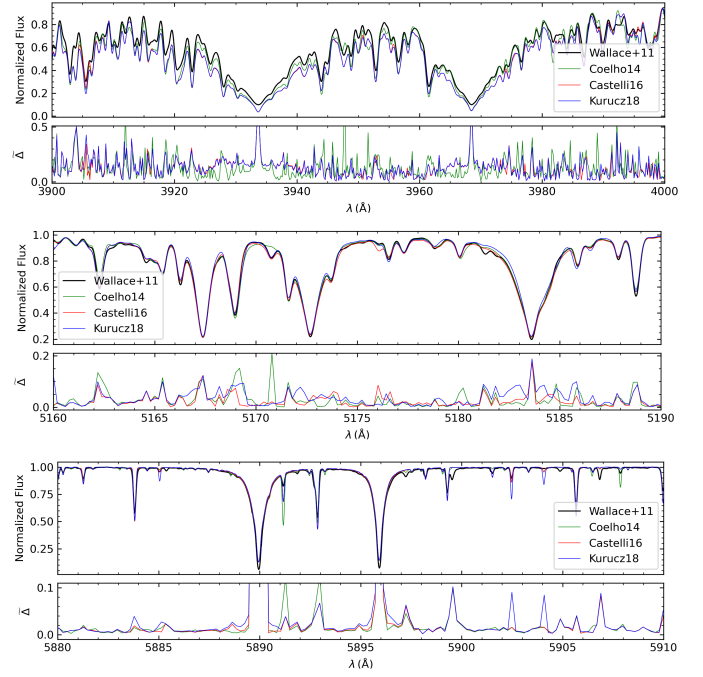 Normalized Flux
0.8
0.6
0.4
0.2
0.0
Wallace+11
Coelho14
Castelli16
Kurucz18
Δ̃
0.5
0.0
3900 3920 3940 3960 3980 4000
λ (Å)
Normalized Flux
1.0
0.8
0.6
0.4
0.2
Wallace+11
Coelho14
Castelli16
Kurucz18
Δ̃
0.2
0.1
0.0
5160 5165 5170 5175 5180 5185 5190
λ (Å)
Normalized Flux
1.00
0.75
0.50
0.25
Wallace+11
Coelho14
Castelli16
Kurucz18
Δ̃
0.1
0.0
5880 5885 5890 5895 5900 5905 5910
λ (Å)